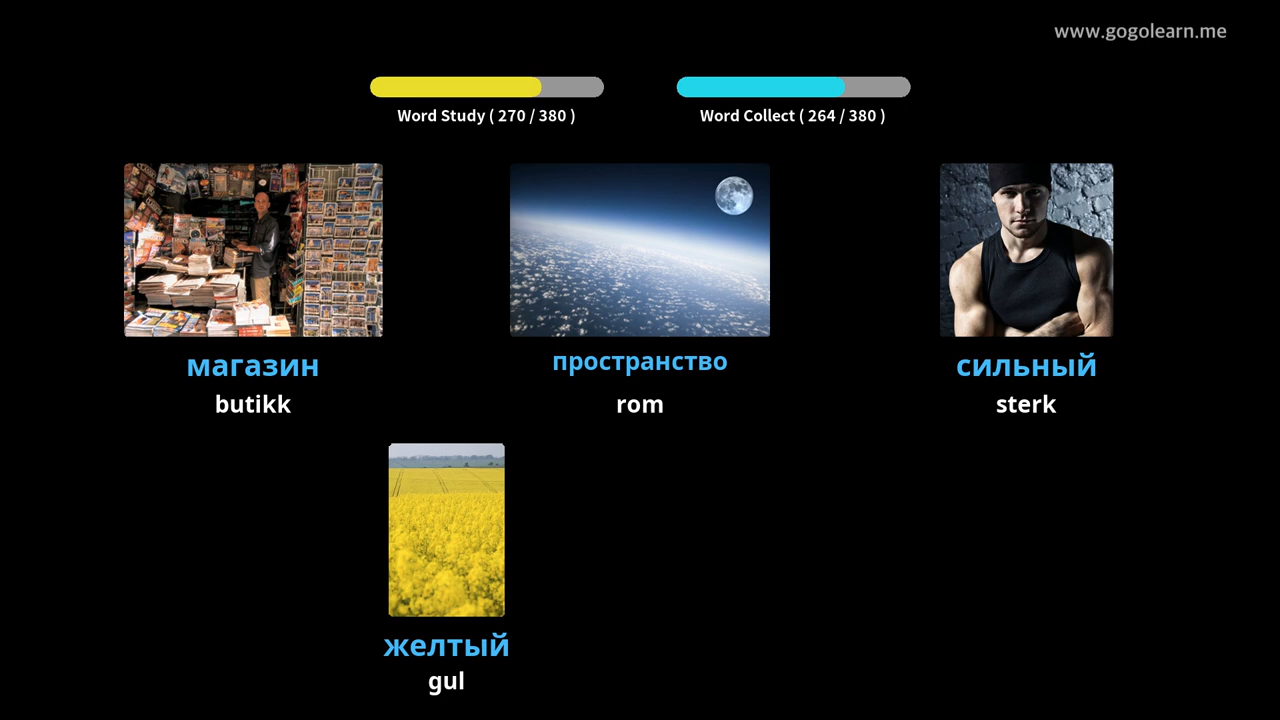 www.gogolearn.me
Word Study ( 270 / 380 )
Word Collect ( 264 / 380 )
магазин
пространство
сильный
butikk
rom
sterk
желтый
gul